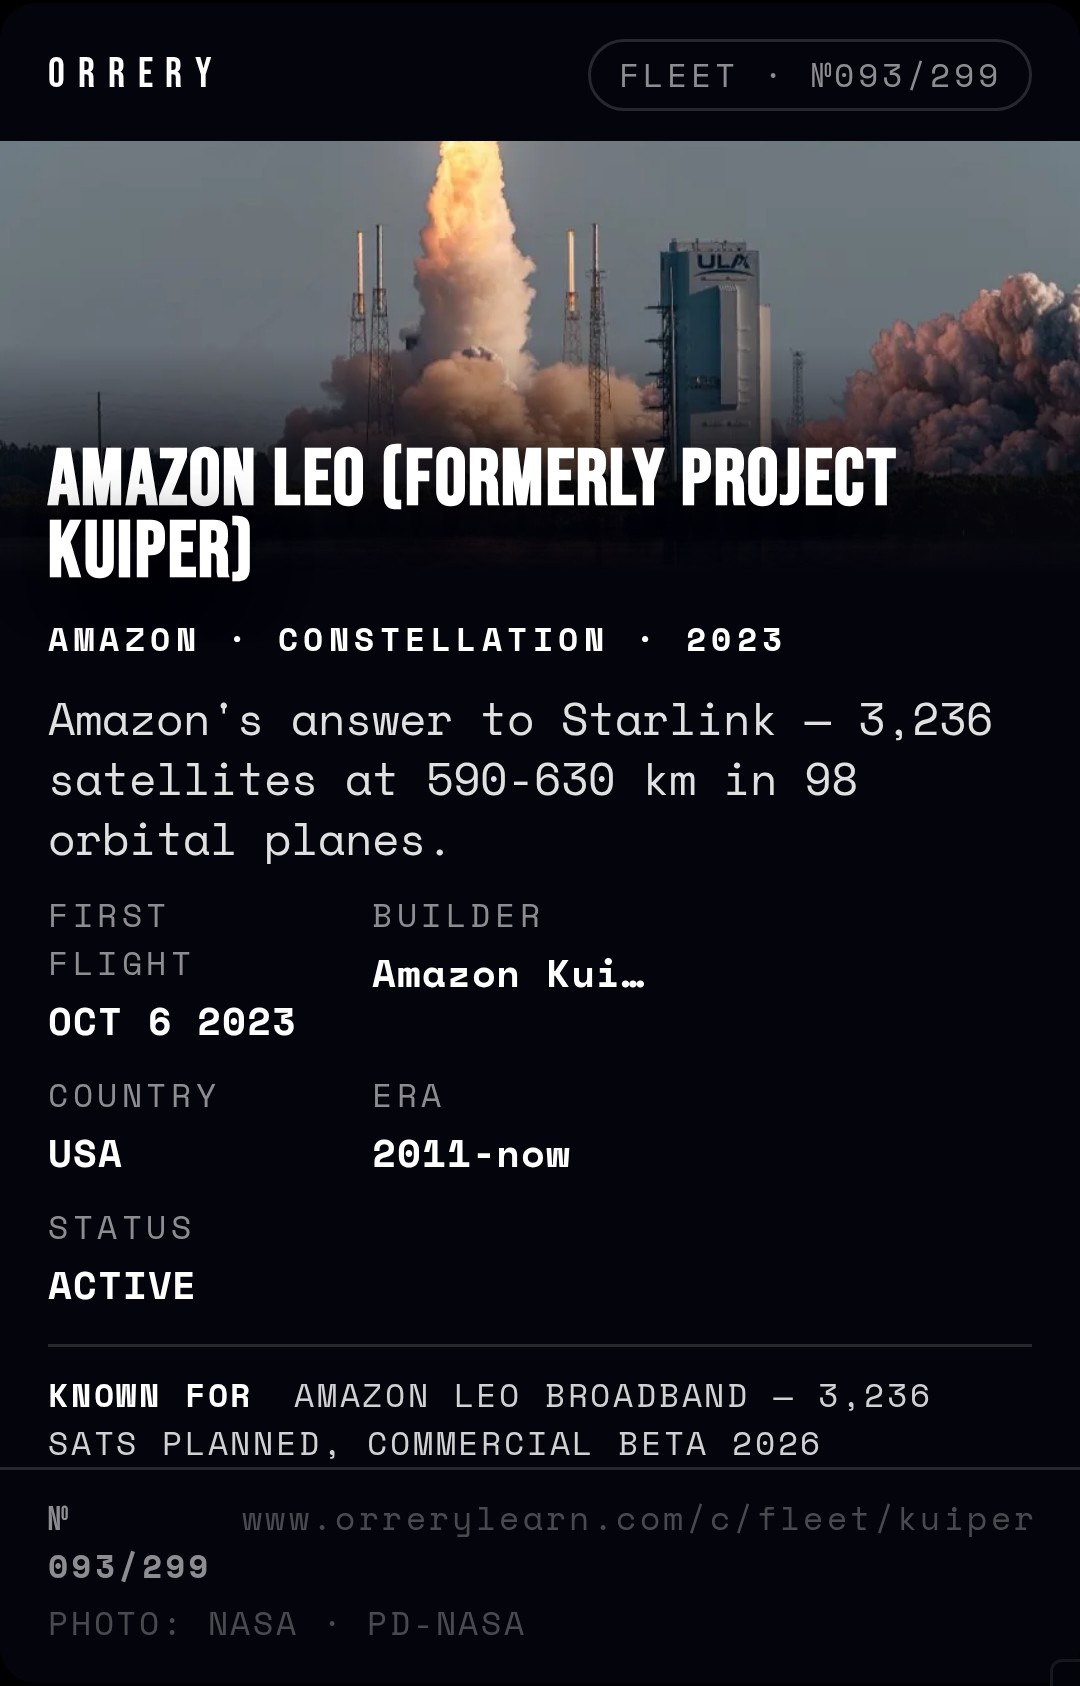 ORRERY
FLEET · №093/299
ULA
AMAZON LEO (FORMERLY PROJECT
KUIPER)
AMAZON · CONSTELLATION · 2023
Amazon's answer to Starlink — 3,236
satellites at 590-630 km in 98
orbital planes.
FIRST
FLIGHT
OCT 6 2023
BUILDER
Amazon Kui…
COUNTRY
USA
ERA
2011-now
STATUS
ACTIVE
KNOWN FOR AMAZON LEO BROADBAND — 3,236
SATS PLANNED, COMMERCIAL BETA 2026
№
093/299
www.orrerylearn.com/c/fleet/kuiper
PHOTO: NASA · PD-NASA